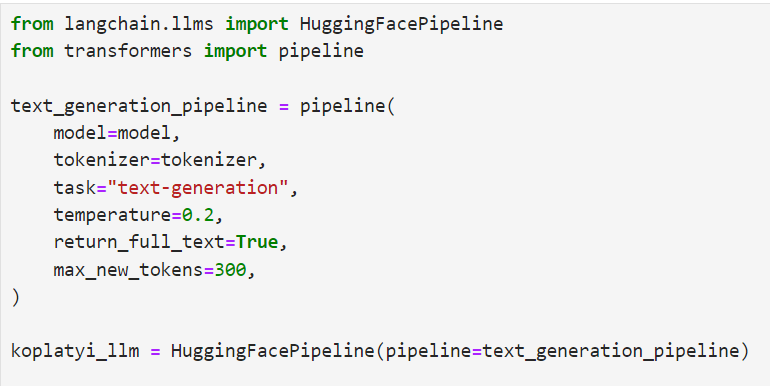 from langchain.llms import HuggingFacePipeline
from transformers import pipeline
text_generation_pipeline = pipeline(
    model=model,
    tokenizer=tokenizer,
    task="text-generation",
    temperature=0.2,
    return_full_text=True,
    max_new_tokens=300,
)
koplatyi_llm = HuggingFacePipeline(pipeline=text_generation_pipeline)